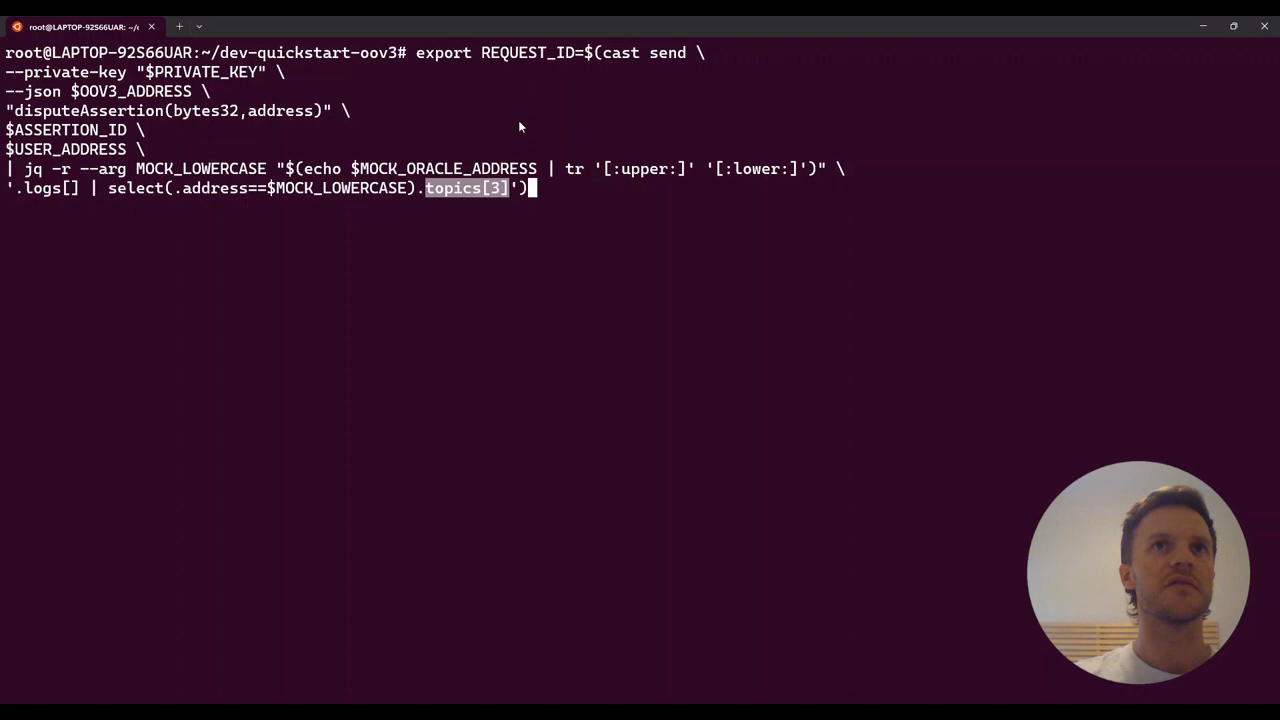 root@LAPTOP-92S66UAR: ~/d
root@LAPTOP-92S66UAR:~/dev-quickstart-oov3# export REQUEST_ID=$(cast send \
--private-key "$PRIVATE_KEY" \
--json $OOV3_ADDRESS \
"disputeAssertion(bytes32,address)" \
$ASSERTION_ID \
$USER_ADDRESS \
| jq -r --arg MOCK_LOWERCASE "$(echo $MOCK_ORACLE_ADDRESS | tr '[:upper:]' '[:lower:]')" \
'.logs[] | select(.address==$MOCK_LOWERCASE).topics[3]')